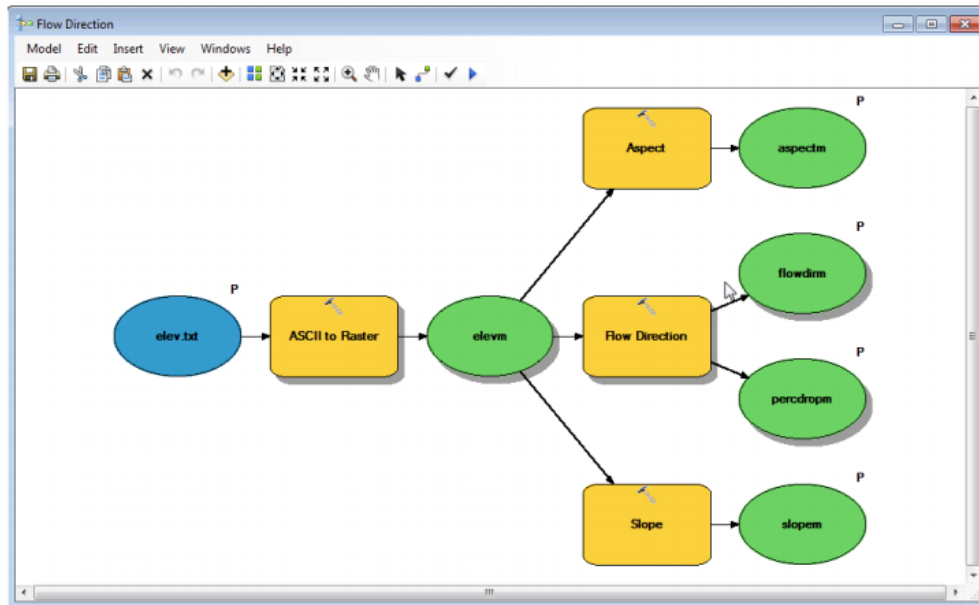 Flow Direction
Model Edit Insert View Windows Help
P
Aspect
aspectm
P
flowdirm
P
elev.txt
ASCII to Raster
elevm
Flow Direction
P
percdropm
P
Slope
slopem